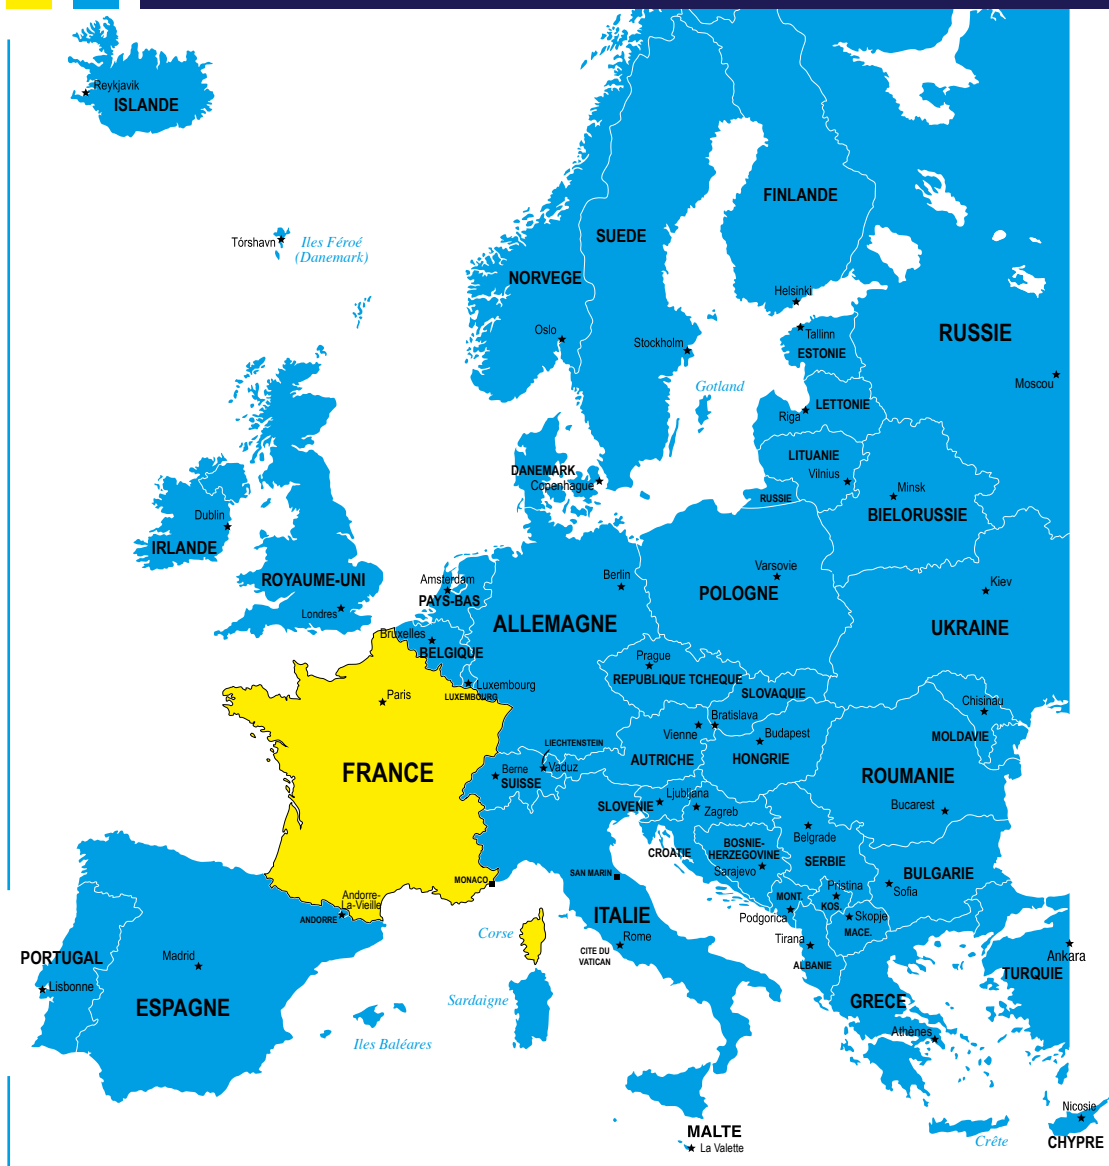 Reykjavik
ISLANDE
FINLANDE
SUEDE
Tórshavn
Iles Féroé
(Danemark)
NORVEGE
Helsinki
Oslo
Stockholm
Tallinn
ESTONIE
RUSSIE
Moscou
Gotland
LETTONIE
Riga
LITUANIE
Vilnius
DANEMARK
Copenhague
RUSSIE
Minsk
BIELORUSSIE
Dublin
IRLANDE
ROYAUME-UNI
Londres
Amsterdam
PAYS-BAS
Berlin
Varsovie
POLOGNE
Kiev
UKRAINE
ALLEMAGNE
Bruxelles
BELGIQUE
Prague
REPUBLIQUE TCHEQUE
SLOVAQUIE
Luxembourg
LUXEMBOURG
Paris
Chisinau
MOLDAVIE
Bratislava
Vienne
Budapest
LIECHTENSTEIN
AUTRICHE
HONGRIE
FRANCE
Berne
SUISSE
Vaduz
ROUMANIE
Bucarest
Ljubljana
SLOVENIE
Zagreb
Belgrade
CROATIE
BOSNIE-
HERZEGOVINE
Sarajevo
SERBIE
BULGARIE
Sofia
MONACO
SAN MARIN
Pristina
KOS.
MONT.
Podgorica
Skopje
MACE.
Andorre-
La-Vieille
ANDORRE
Corse
ITALIE
Rome
CITE DU
VATICAN
Tirana
ALBANIE
Ankara
TURQUIE
PORTUGAL
Lisbonne
Madrid
ESPAGNE
Sardaigne
Iles Baléares
GRECE
Athènes
Nicosie
CHYPRE
Crête
MALTE
La Valette